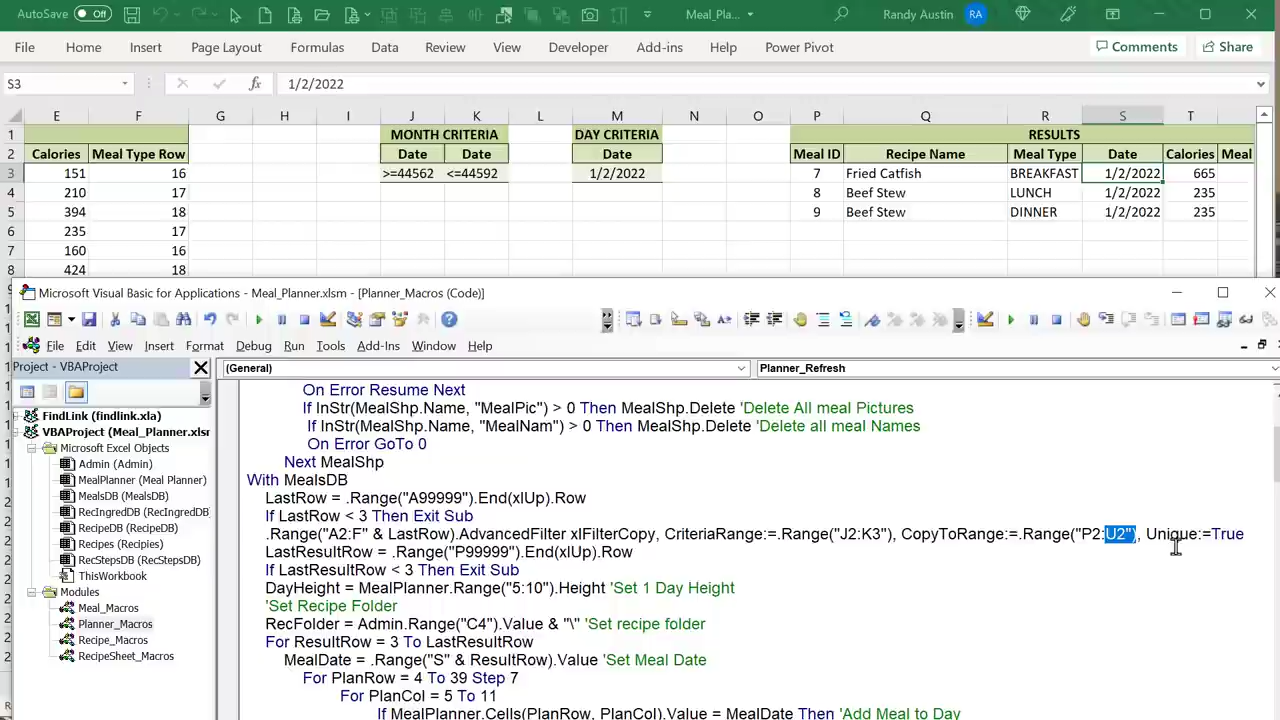 AutoSave Off Meal_Pla... Randy Austin RA
File Home Insert Page Layout Formulas Data Review View Developer Add-ins Help Power Pivot Comments Share
S3 fx 1/2/2022
E F G H I J K L M N O P Q R S T
1 MONTH CRITERIA DAY CRITERIA RESULTS
2 Calories Meal Type Row Date Date Date Meal ID Recipe Name Meal Type Date Calories Meal
3 151 16 >=44562 <=44592 1/2/2022 7 Fried Catfish BREAKFAST 1/2/2022 665
4 210 17 8 Beef Stew LUNCH 1/2/2022 235
5 394 18 9 Beef Stew DINNER 1/2/2022 235
6 235 17
7 160 16
8 424 18
Microsoft Visual Basic for Applications - Meal_Planner.xlsm - [Planner_Macros (Code)]
File Edit View Insert Format Debug Run Tools Add-Ins Window Help
Project - VBAProject
(General) Planner_Refresh
FindLink (findlink.xla)
VBAProject (Meal_Planner.xlsm
Microsoft Excel Objects
Admin (Admin)
MealPlanner (Meal Planner)
MealsDB (MealsDB)
RecIngredDB (RecIngredDB)
RecipeDB (RecipeDB)
Recipes (Recipies)
RecStepsDB (RecStepsDB)
ThisWorkbook
Modules
Meal_Macros
Planner_Macros
Recipe_Macros
RecipeSheet_Macros
On Error Resume Next
If InStr(MealShp.Name, "MealPic") > 0 Then MealShp.Delete 'Delete All meal Pictures
If InStr(MealShp.Name, "MealNam") > 0 Then MealShp.Delete 'Delete all meal Names
On Error GoTo 0
Next MealShp
With MealsDB
LastRow = .Range("A99999").End(xlUp).Row
If LastRow < 3 Then Exit Sub
.Range("A2:F" & LastRow).AdvancedFilter xlFilterCopy, CriteriaRange:=.Range("J2:K3"), CopyToRange:=.Range("P2:U2"), Unique:=True
LastResultRow = .Range("P99999").End(xlUp).Row
If LastResultRow < 3 Then Exit Sub
DayHeight = MealPlanner.Range("5:10").Height 'Set 1 Day Height
'Set Recipe Folder
RecFolder = Admin.Range("C4").Value & "\" 'Set recipe folder
For ResultRow = 3 To LastResultRow
MealDate = .Range("S" & ResultRow).Value 'Set Meal Date
For PlanRow = 4 To 39 Step 7
For PlanCol = 5 To 11
If MealPlanner.Cells(PlanRow, PlanCol).Value = MealDate Then 'Add Meal to Day